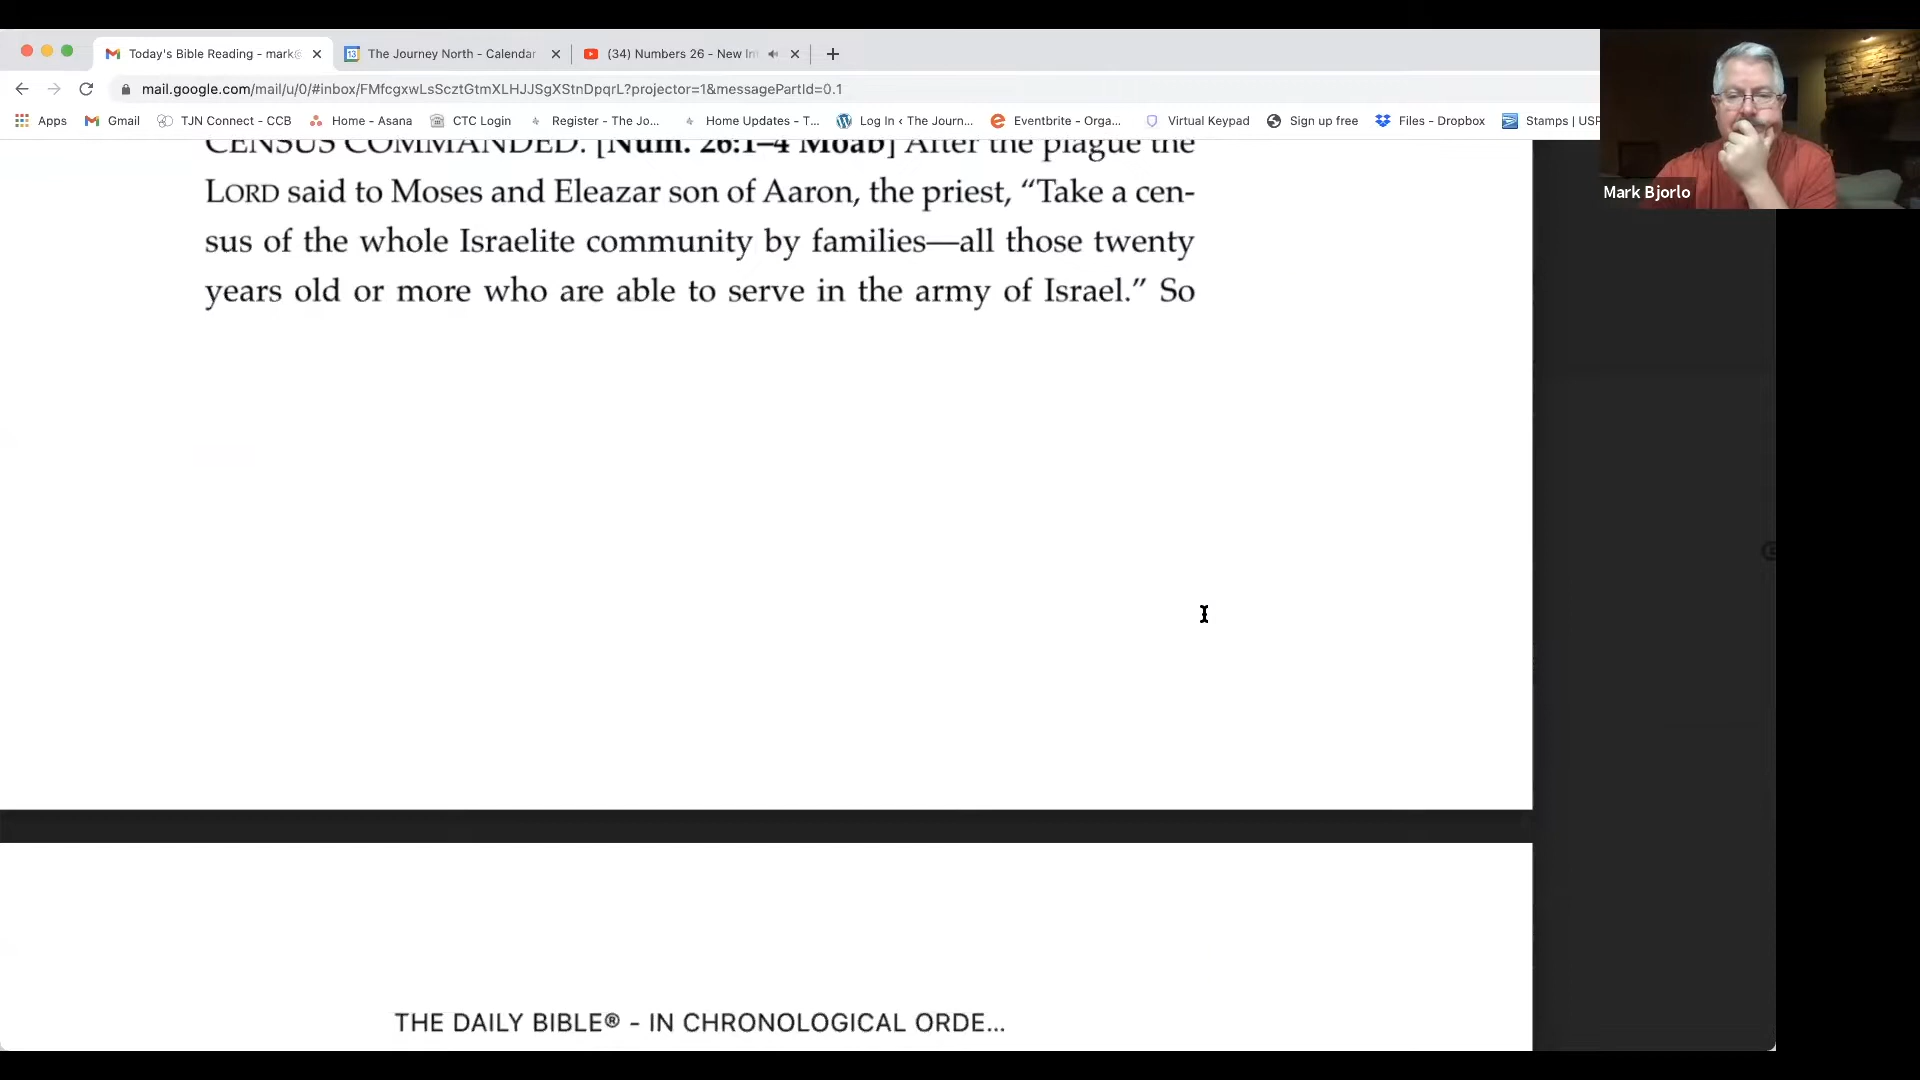 Today's Bible Reading - mark@
The Journey North - Calendar
(34) Numbers 26 - New In
mail.google.com/mail/u/0/#inbox/FMfcgxwLsScztGtmXLHJJSgXStnDpqrL?projector=1&messagePartId=0.1
Apps
Gmail
TJN Connect - CCB
Home - Asana
CTC Login
Register - The Jo...
Home Updates - T...
Log In ‹ The Journ...
Eventbrite - Orga...
Virtual Keypad
Sign up free
Files - Dropbox
Stamps | USP
Mark Bjorlo
CENSUS COMMANDED. [Num. 26:1–4 Moab] After the plague the
LORD said to Moses and Eleazar son of Aaron, the priest, “Take a cen-
sus of the whole Israelite community by families—all those twenty
years old or more who are able to serve in the army of Israel.” So
THE DAILY BIBLE® - IN CHRONOLOGICAL ORDE...